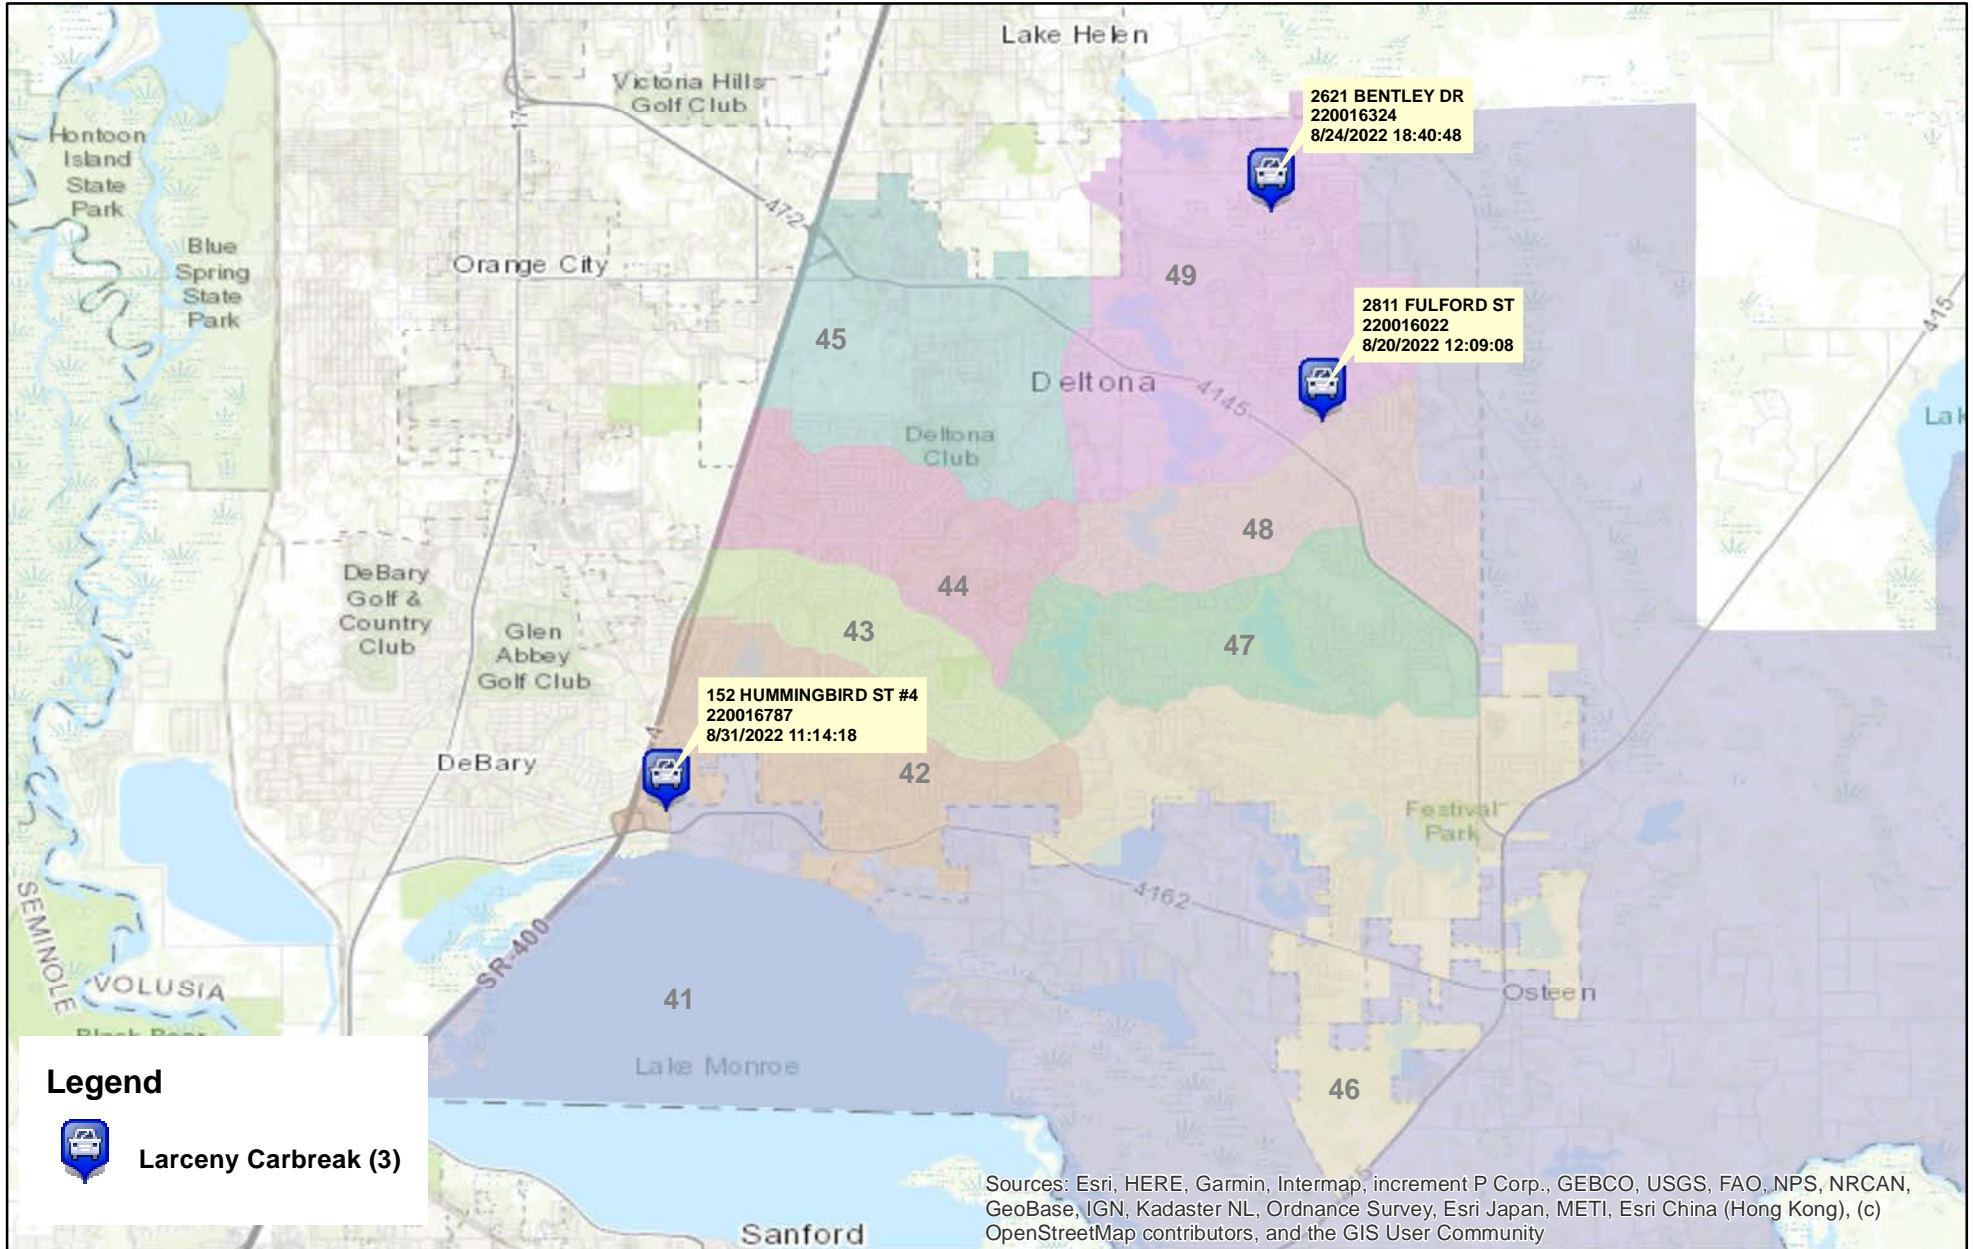 Lake Helen
Victoria Hills
Golf Club
2621 BENTLEY DR
220016324
8/24/2022 18:40:48
Hontoon
Island
State
Park
17
472
Blue
Spring
State
Park
Orange City
49
2811 FULFORD ST
220016022
8/20/2022 12:09:08
415
45
Deltona
4145
Deltona
Club
Lak
48
DeBary
Golf &
Country
Club
44
Glen
Abbey
Golf Club
43
47
152 HUMMINGBIRD ST #4
220016787
8/31/2022 11:14:18
4
DeBary
42
Festival
Park
4162
SEMINOLE
VOLUSIA
SR-400
41
Osteen
Black Bear
Lake Monroe
46
Legend
Larceny Carbreak (3)
Sanford
Sources: Esri, HERE, Garmin, Intermap, increment P Corp., GEBCO, USGS, FAO, NPS, NRCAN,
GeoBase, IGN, Kadaster NL, Ordnance Survey, Esri Japan, METI, Esri China (Hong Kong), (c)
OpenStreetMap contributors, and the GIS User Community